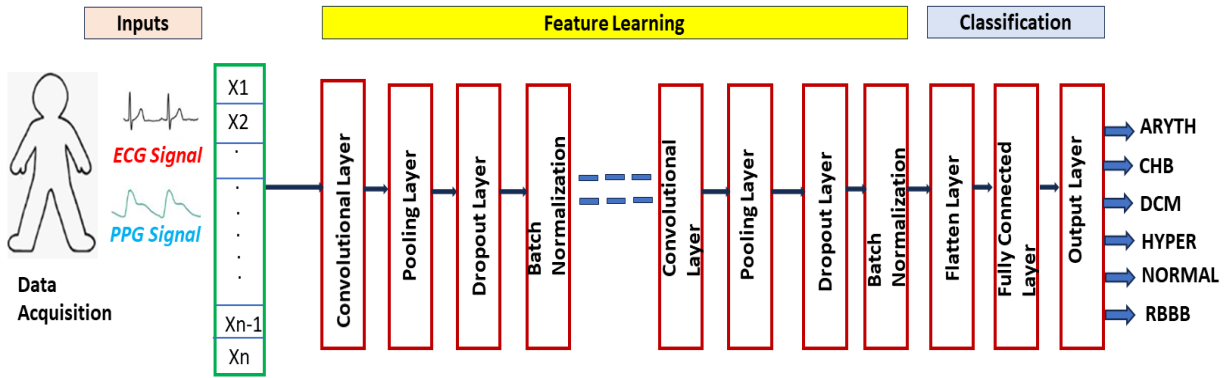 Inputs
Feature Learning
Classification
ECG Signal
PPG Signal
Data
Acquisition
X1
X2
.
.
.
.
.
.
Xn-1
Xn
Convolutional Layer
Pooling Layer
Dropout Layer
Batch
Normalization
Convolutional
Layer
Pooling Layer
Dropout Layer
Batch
Normalization
Flatten Layer
Fully Connected
Layer
Output Layer
ARYTH
CHB
DCM
HYPER
NORMAL
RBBB